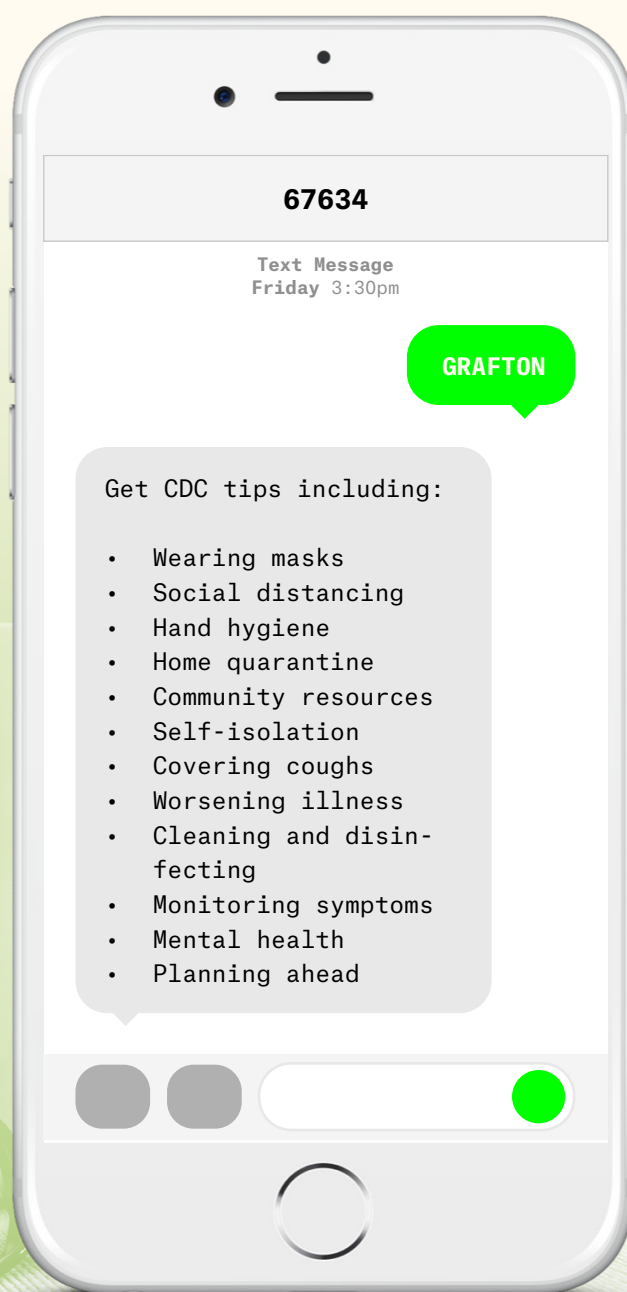 67634
Text Message
Friday 3:30pm
GRAFTON
Get CDC tips including:
• Wearing masks
• Social distancing
• Hand hygiene
• Home quarantine
• Community resources
• Self-isolation
• Covering coughs
• Worsening illness
• Cleaning and disin-
fecting
• Monitoring symptoms
• Mental health
• Planning ahead